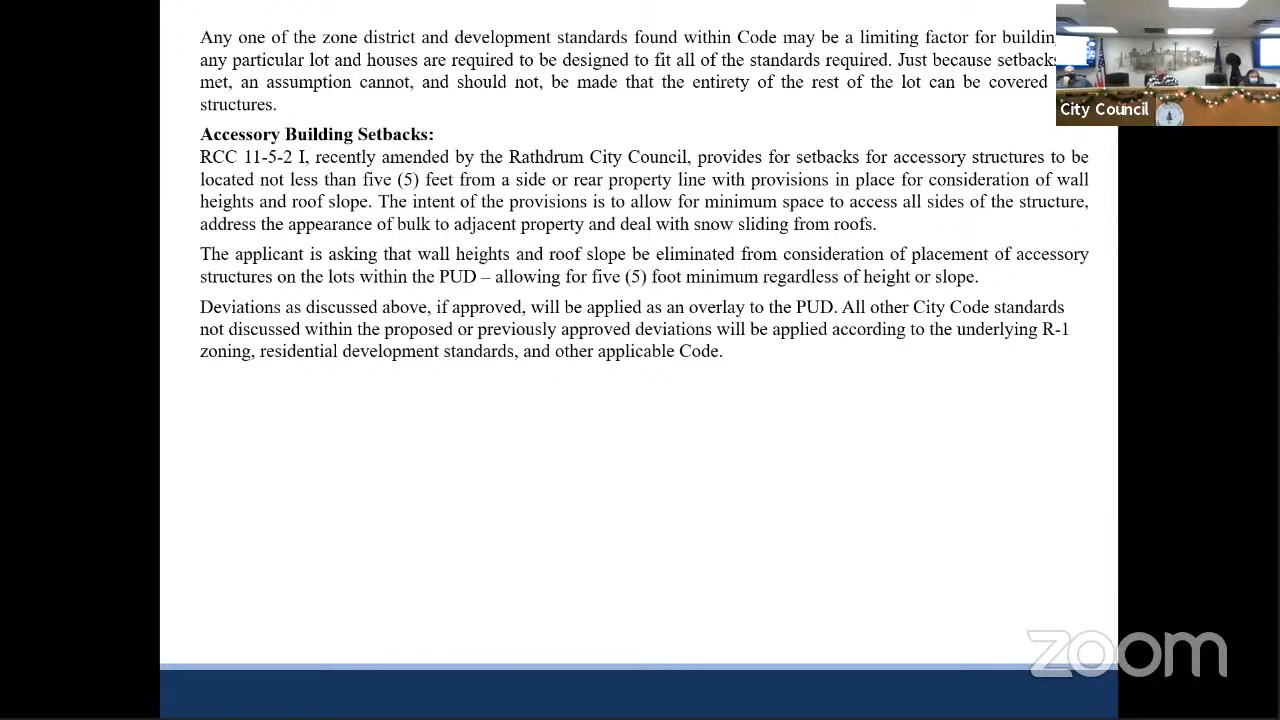 Any one of the zone district and development standards found within Code may be a limiting factor for
any particular lot and houses are required to be designed to fit all of the standards required. Just because
met, an assumption cannot, and should not, be made that the entirety of the rest of the lot can be covered
structures.
Accessory Building Setbacks:
RCC 11-5-2 I, recently amended by the Rathdrum City Council, provides for setbacks for accessory structures to be
located not less than five (5) feet from a side or rear property line with provisions in place for consideration of wall
heights and roof slope. The intent of the provisions is to allow for minimum space to access all sides of the structure,
address the appearance of bulk to adjacent property and deal with snow sliding from roofs.
The applicant is asking that wall heights and roof slope be eliminated from consideration of placement of accessory
structures on the lots within the PUD – allowing for five (5) foot minimum regardless of height or slope.
Deviations as discussed above, if approved, will be applied as an overlay to the PUD. All other City Code standards
not discussed within the proposed or previously approved deviations will be applied according to the underlying R-1
zoning, residential development standards, and other applicable Code.
City Council
zoom